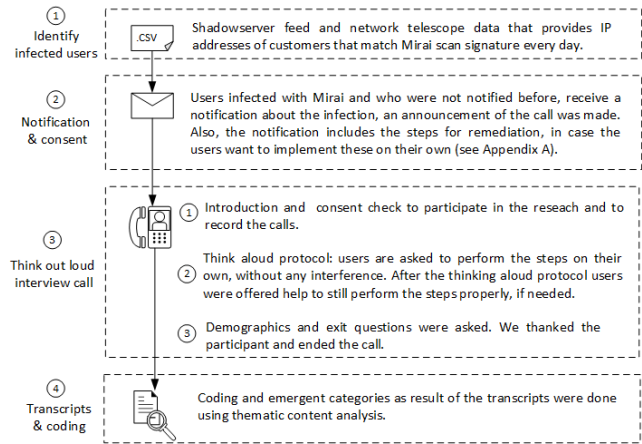 1
Identify
infected users
.CSV
Shadowserver feed and network telescope data that provides IP
addresses of customers that match Mirai scan signature every day.
2
Notification
& consent
Users infected with Mirai and who were not notified before, receive a
notification about the infection, an announcement of the call was made.
Also, the notification includes the steps for remediation, in case the
users want to implement these on their own (see Appendix A).
3
Think out loud
interview call
1 Introduction and consent check to participate in the reseach and to
record the calls.
Think aloud protocol: users are asked to perform the steps on their
2 own, without any interference. After the thinking aloud protocol users
were offered help to still perform the steps properly, if needed.
3 Demographics and exit questions were asked. We thanked the
participant and ended the call.
4
Transcripts
& coding
Coding and emergent categories as result of the transcripts were done
using thematic content analysis.